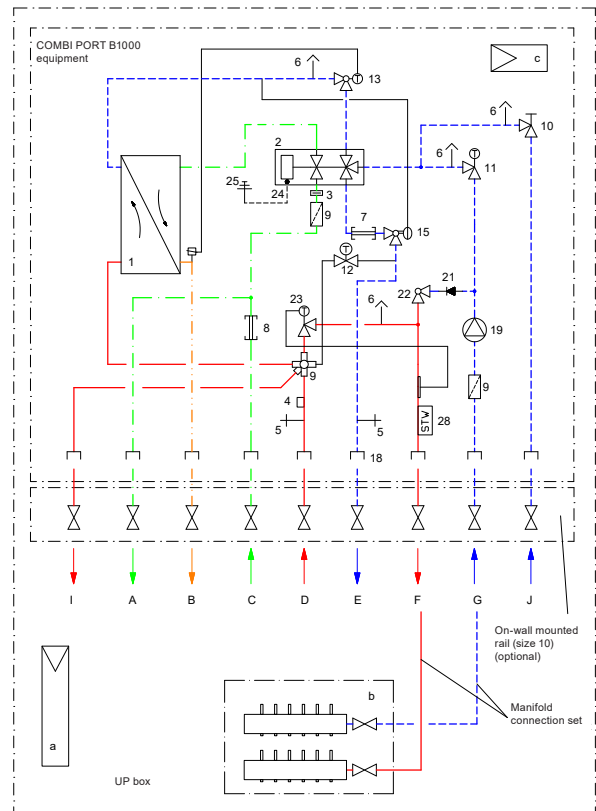 COMBI PORT B1000
equipment
6
13
c
6
10
2
6
11
25
24
3
9
7
15
1
12
23
6
22
21
8
19
9
9
4
5
5
STW
28
18
I
A
B
C
D
E
F
G
J
On-wall mounted
rail (size 10)
(optional)
b
Manifold
connection set
a
UP box
T
T
T
T